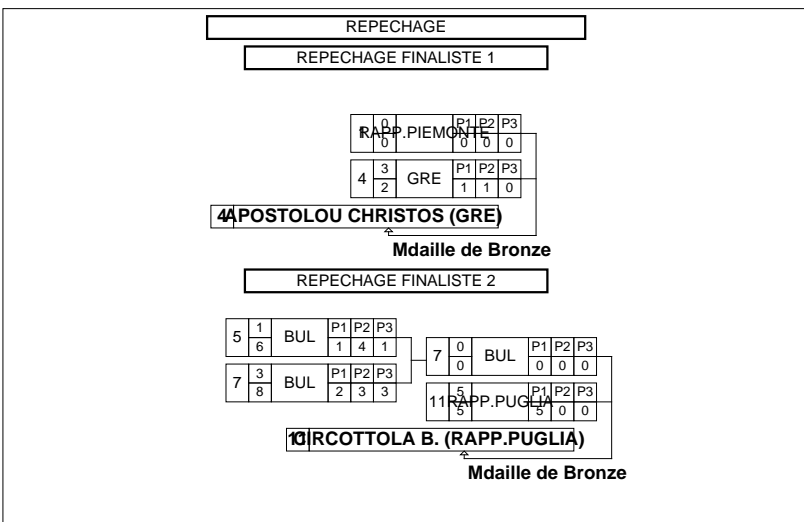 REPECHAGE
REPECHAGE FINALISTE 1
1 0 RAPP.PIEMONTE P1 P2 P3
0 0 0 0
4 3 GRE P1 P2 P3
2 1 1 0
4 APOSTOLOU CHRISTOS (GRE)
Mdaille de Bronze
REPECHAGE FINALISTE 2
5 1 BUL P1 P2 P3
6 1 4 1
7 0 BUL P1 P2 P3
0 0 0 0
7 3 BUL P1 P2 P3
8 2 3 3
11 5 RAPP.PUGLIA P1 P2 P3
5 5 0 0
11 CIRCOTTOLA B. (RAPP.PUGLIA)
Mdaille de Bronze